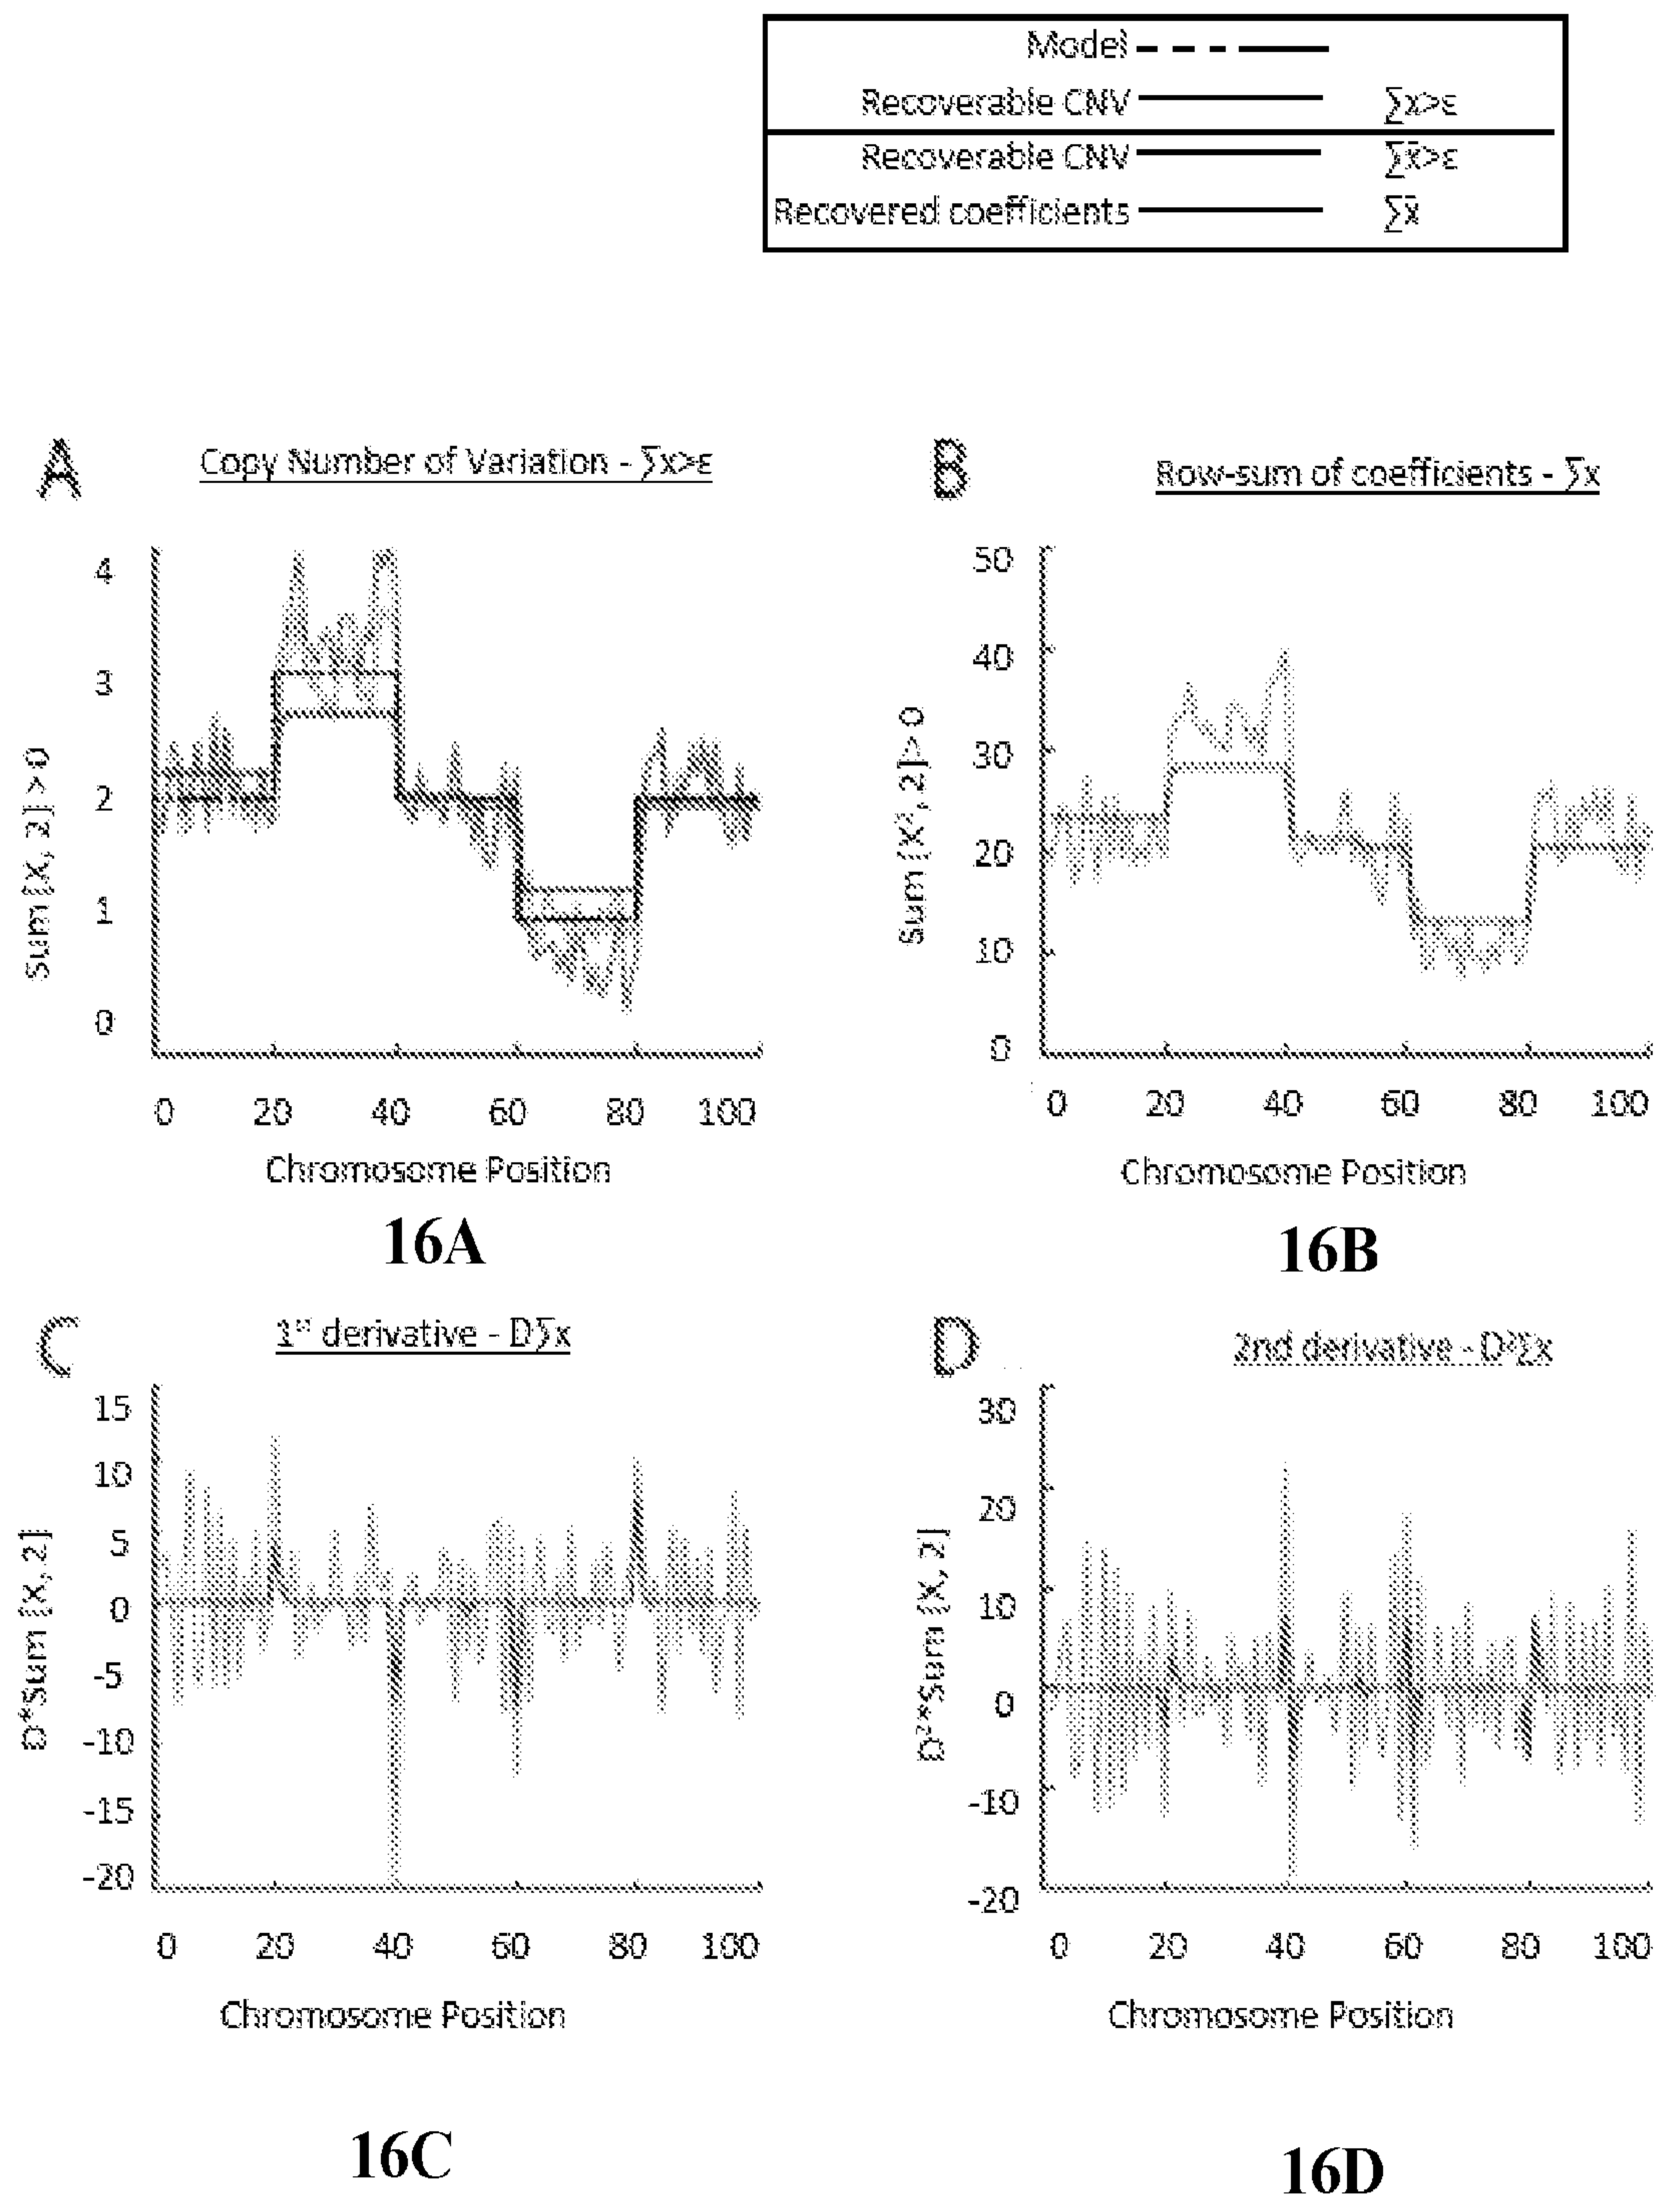 Model
Recoverable CNV ∑x>ε
Recoverable CNV ∑x̄>ε
Recovered coefficients ∑x̄
A
Copy Number of Variation - ∑x>ε
4
3
2
1
0
Sum [X, 2] > 0
0 20 40 60 80 100
Chromosome Position
16A
B
Row-sum of coefficients - ∑x
50
40
30
20
10
0
0 20 40 60 80 100
Chromosome Position
16B
C
1st derivative - D∑x
15
10
5
0
-5
-10
-15
-20
D*Sum [X, 2]
0 20 40 60 80 100
Chromosome Position
16C
D
2nd derivative - D²∑x
30
20
10
0
-10
-20
D²*Sum [X, 2]
0 20 40 60 80 100
Chromosome Position
16D